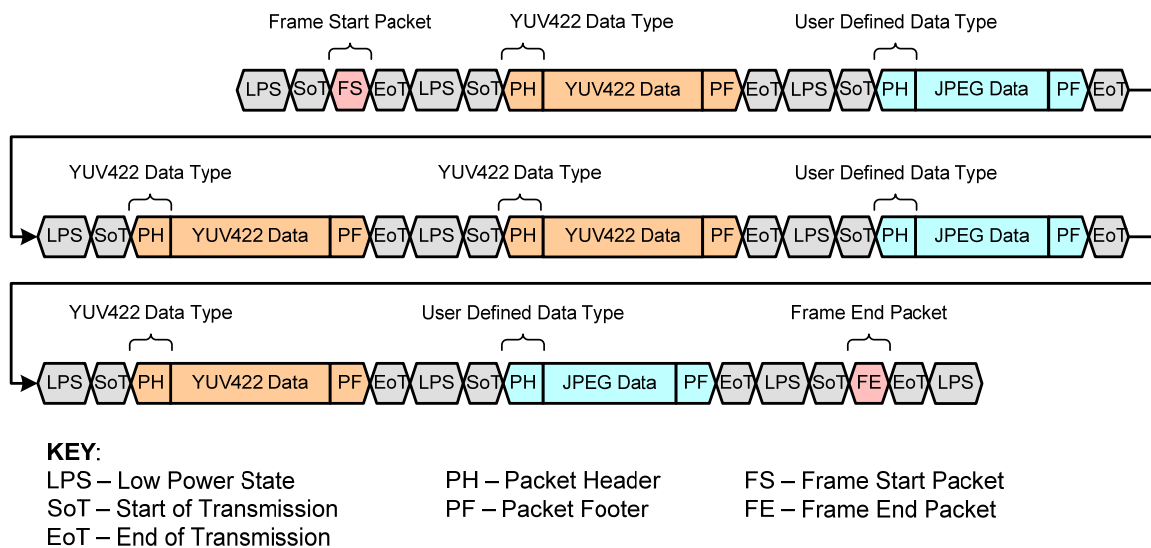 Frame Start Packet YUV422 Data Type User Defined Data Type
LPS SoT FS EoT LPS SoT PH YUV422 Data PF EoT LPS SoT PH JPEG Data PF EoT
YUV422 Data Type YUV422 Data Type User Defined Data Type
LPS SoT PH YUV422 Data PF EoT LPS SoT PH YUV422 Data PF EoT LPS SoT PH JPEG Data PF EoT
YUV422 Data Type User Defined Data Type Frame End Packet
LPS SoT PH YUV422 Data PF EoT LPS SoT PH JPEG Data PF EoT LPS SoT FE EoT LPS
KEY:
LPS – Low Power State PH – Packet Header FS – Frame Start Packet
SoT – Start of Transmission PF – Packet Footer FE – Frame End Packet
EoT – End of Transmission